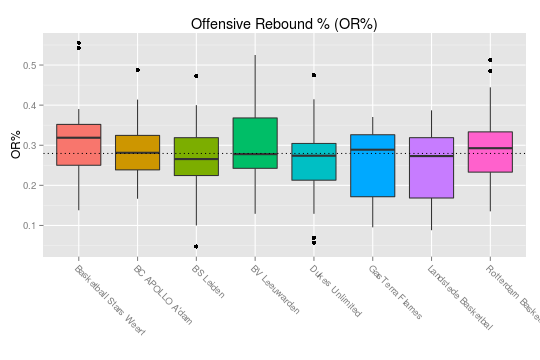 Offensive Rebound % (OR%)
OR%
0.5
0.4
0.3
0.2
0.1
Basketball Stars Weert
BC APOLLO A'dam
BS Leiden
BV Leeuwarden
Dukes Unlimited
GasTerra Flames
Landstede Basketbal
Rotterdam Baske